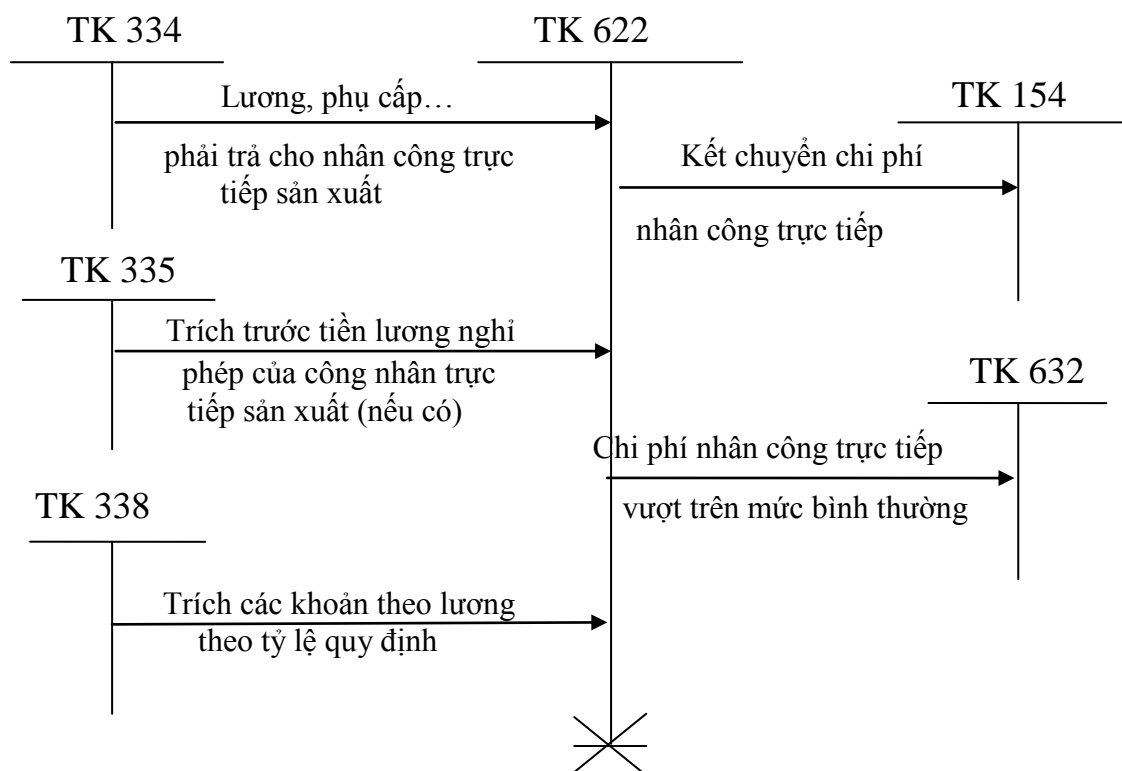 TK 334
TK 622
Lương, phụ cấp…
phải trả cho nhân công trực
tiếp sản xuất
TK 154
Kết chuyển chi phí
nhân công trực tiếp
TK 335
Trích trước tiền lương nghỉ
phép của công nhân trực
tiếp sản xuất (nếu có)
TK 632
Chi phí nhân công trực tiếp
vượt trên mức bình thường
TK 338
Trích các khoản theo lương
theo tỷ lệ quy định